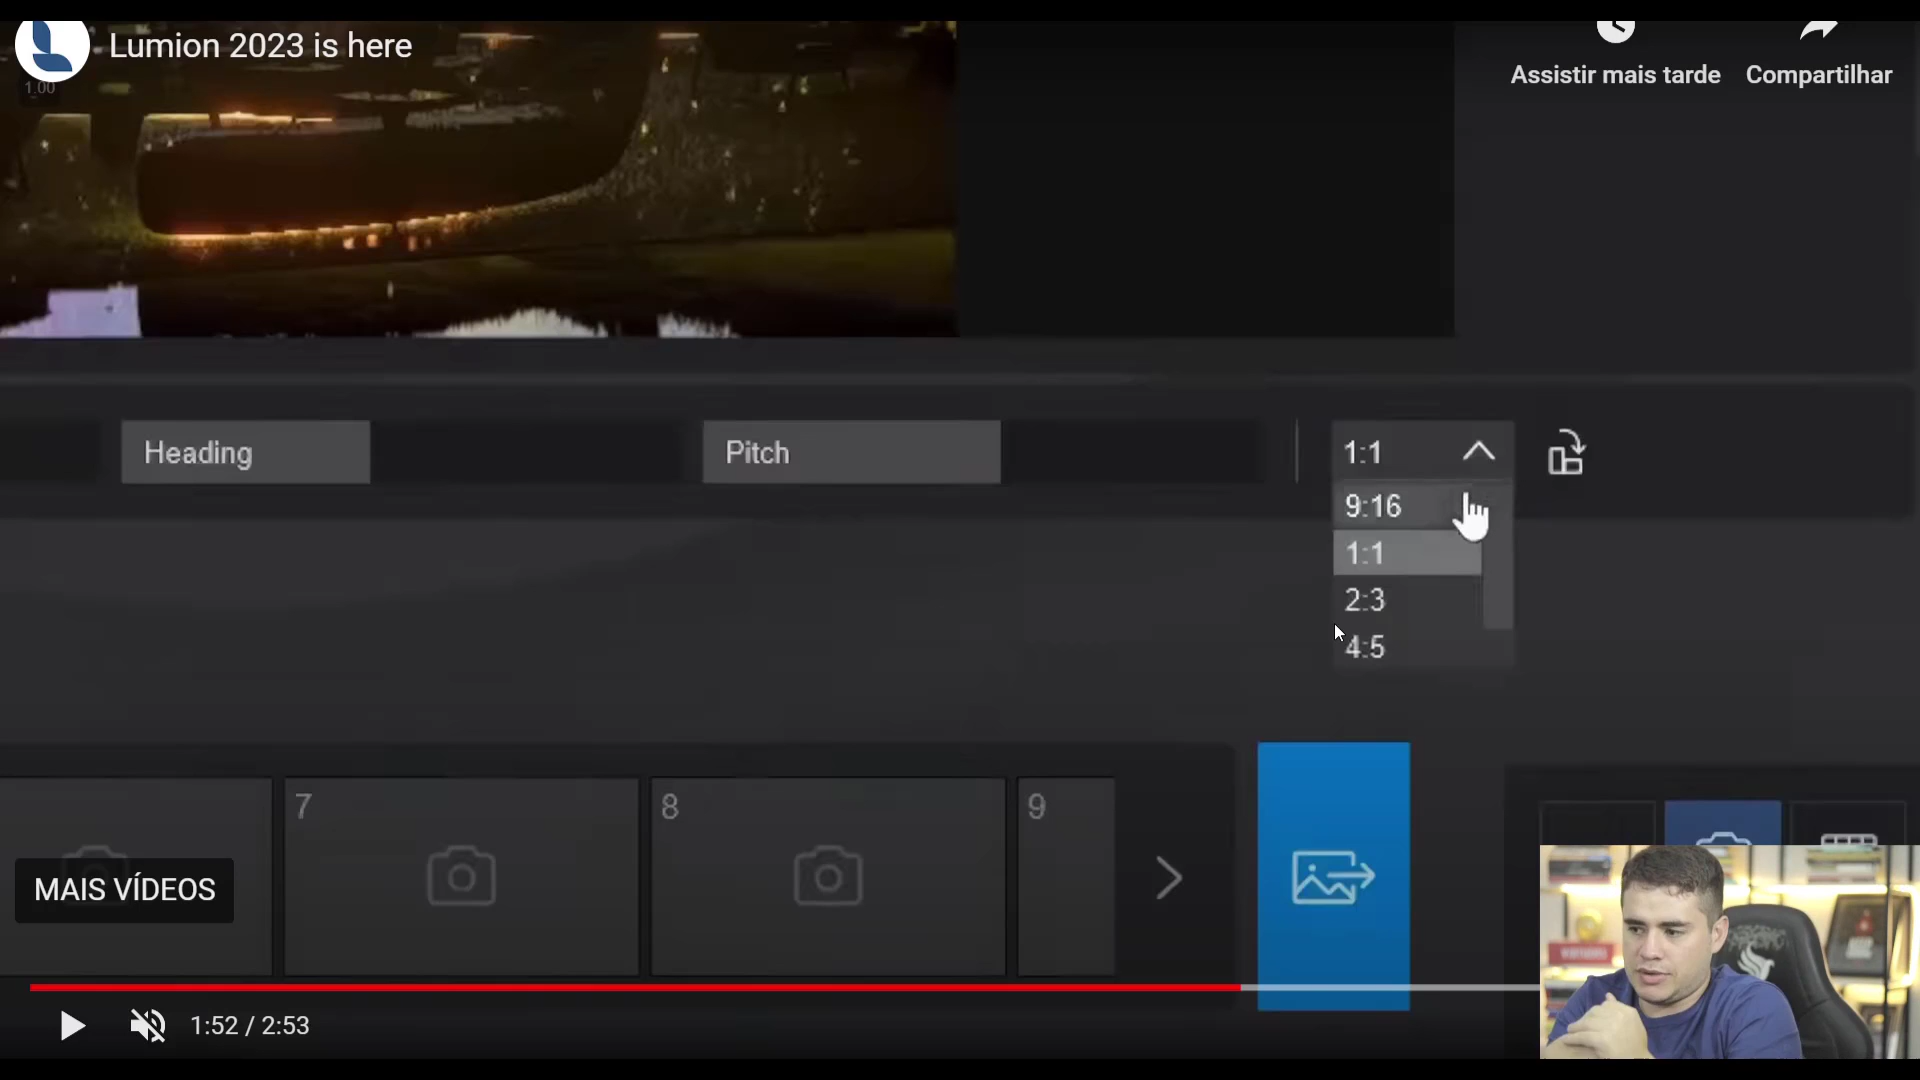 Lumion 2023 is here
1.00
Assistir mais tarde
Compartilhar
Heading
Pitch
1:1
9:16
1:1
2:3
4:5
7
8
9
MAIS VÍDEOS
1:52 / 2:53